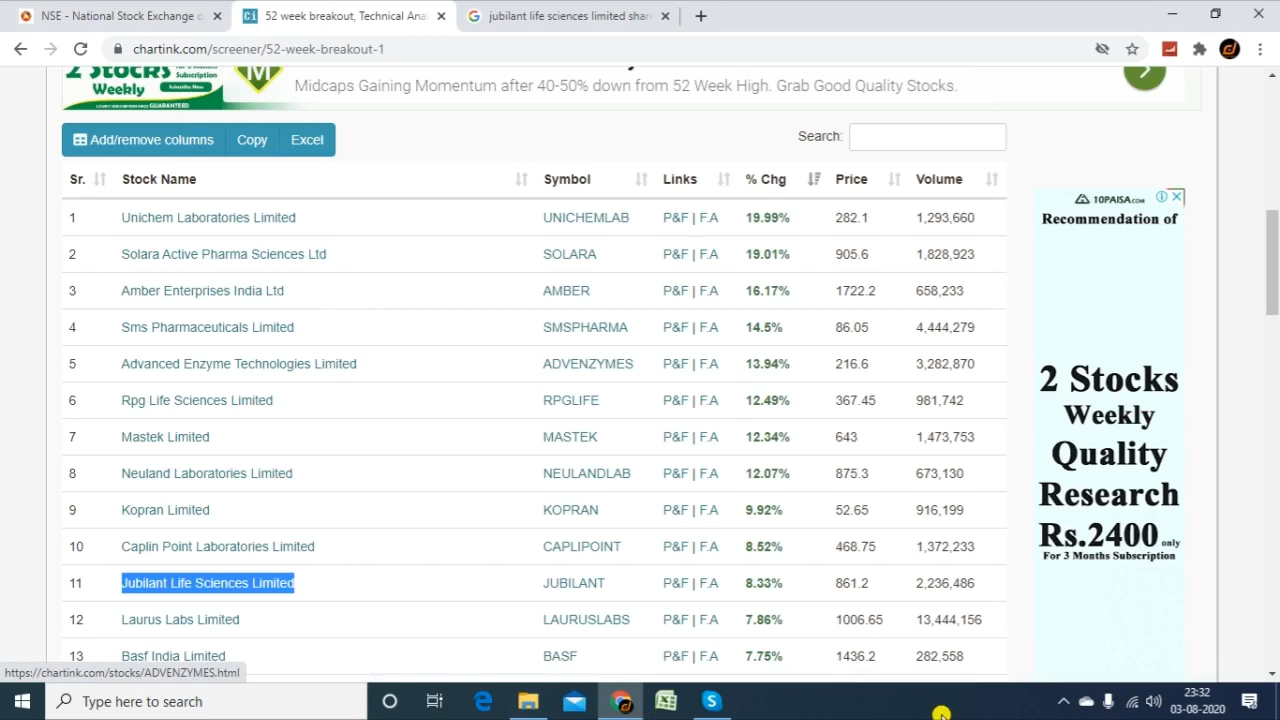 NSE - National Stock Exchange o
52 week breakout, Technical Ana
jubilant life sciences limited shar
chartink.com/screener/52-week-breakout-1
2 Stocks
Weekly
Subscription
Subscribe Now
GUARANTEED
M
Midcaps Gaining Momentum after 40-50% down from 52 Week High. Grab Good Quality Stocks.
Add/remove columns Copy Excel
Search:
Sr. Stock Name Symbol Links % Chg Price Volume
1 Unichem Laboratories Limited UNICHEMLAB P&F | F.A 19.99% 282.1 1,293,660
2 Solara Active Pharma Sciences Ltd SOLARA P&F | F.A 19.01% 905.6 1,828,923
3 Amber Enterprises India Ltd AMBER P&F | F.A 16.17% 1722.2 658,233
4 Sms Pharmaceuticals Limited SMSPHARMA P&F | F.A 14.5% 86.05 4,444,279
5 Advanced Enzyme Technologies Limited ADVENZYMES P&F | F.A 13.94% 216.6 3,282,870
6 Rpg Life Sciences Limited RPGLIFE P&F | F.A 12.49% 367.45 981,742
7 Mastek Limited MASTEK P&F | F.A 12.34% 643 1,473,753
8 Neuland Laboratories Limited NEULANDLAB P&F | F.A 12.07% 875.3 673,130
9 Kopran Limited KOPRAN P&F | F.A 9.92% 52.65 916,199
10 Caplin Point Laboratories Limited CAPLIPOINT P&F | F.A 8.52% 468.75 1,372,233
11 Jubilant Life Sciences Limited JUBILANT P&F | F.A 8.33% 791.2 2,236,486
12 Laurus Labs Limited LAURUSLABS P&F | F.A 7.86% 1006.65 13,444,156
13 Basf India Limited BASF P&F | F.A 7.75% 1436.2 282,558
10PAISA.COM
Recommendation of
2 Stocks
Weekly
Quality
Research
Rs.2400 only
For 3 Months Subscription
https://chartink.com/stocks/ADVENZYMES.html
Type here to search
23:32
03-08-2020